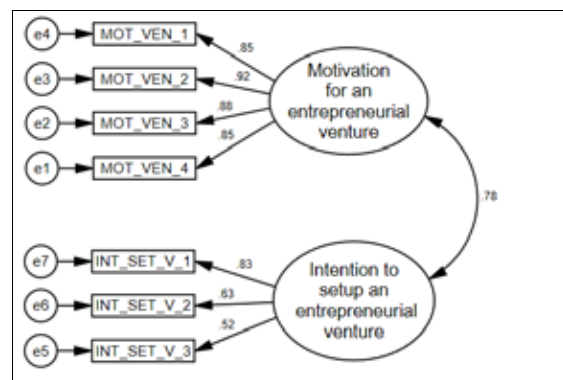 e4
MOT_VEN_1
.85
e3
MOT_VEN_2
.92
e2
MOT_VEN_3
.88
e1
MOT_VEN_4
.85
Motivation
for an
entrepreneurial
venture
.78
e7
INT_SET_V_1
.83
e6
INT_SET_V_2
.63
e5
INT_SET_V_3
.52
Intention to
setup an
entrepreneurial
venture